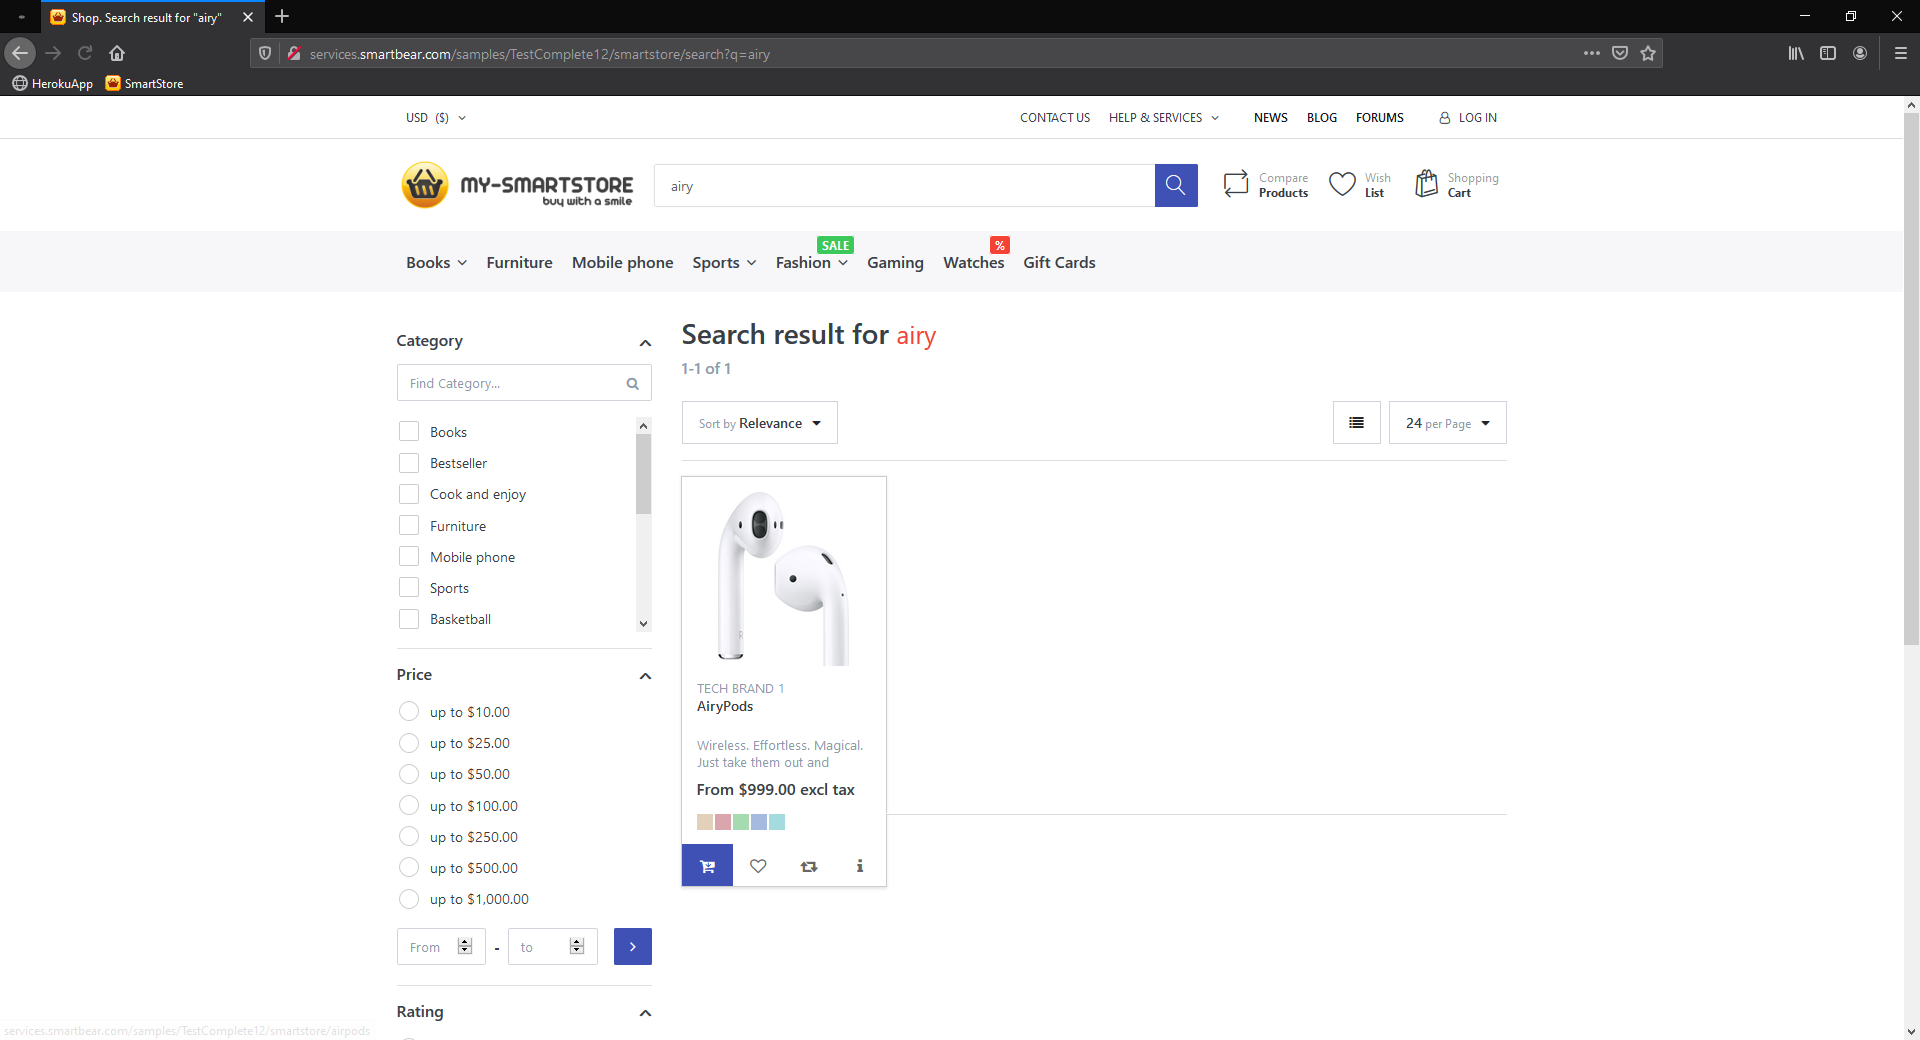 Shop. Search result for "airy"
services.smartbear.com/samples/TestComplete12/smartstore/search?q=airy
HerokuApp SmartStore
USD ($) CONTACT US HELP & SERVICES NEWS BLOG FORUMS LOG IN
MY-SMARTSTORE
buy with a smile
airy
Compare Products
Wish List
Shopping Cart
SALE %
Books Furniture Mobile phone Sports Fashion Gaming Watches Gift Cards
Category
Find Category...
Books
Bestseller
Cook and enjoy
Furniture
Mobile phone
Sports
Basketball
Price
up to $10.00
up to $25.00
up to $50.00
up to $100.00
up to $250.00
up to $500.00
up to $1,000.00
From - to
Rating
Search result for airy
1-1 of 1
Sort by Relevance 24 per Page
TECH BRAND 1
AiryPods
Wireless. Effortless. Magical.
Just take them out and
From $999.00 excl tax
services.smartbear.com/samples/TestComplete12/smartstore/airpods